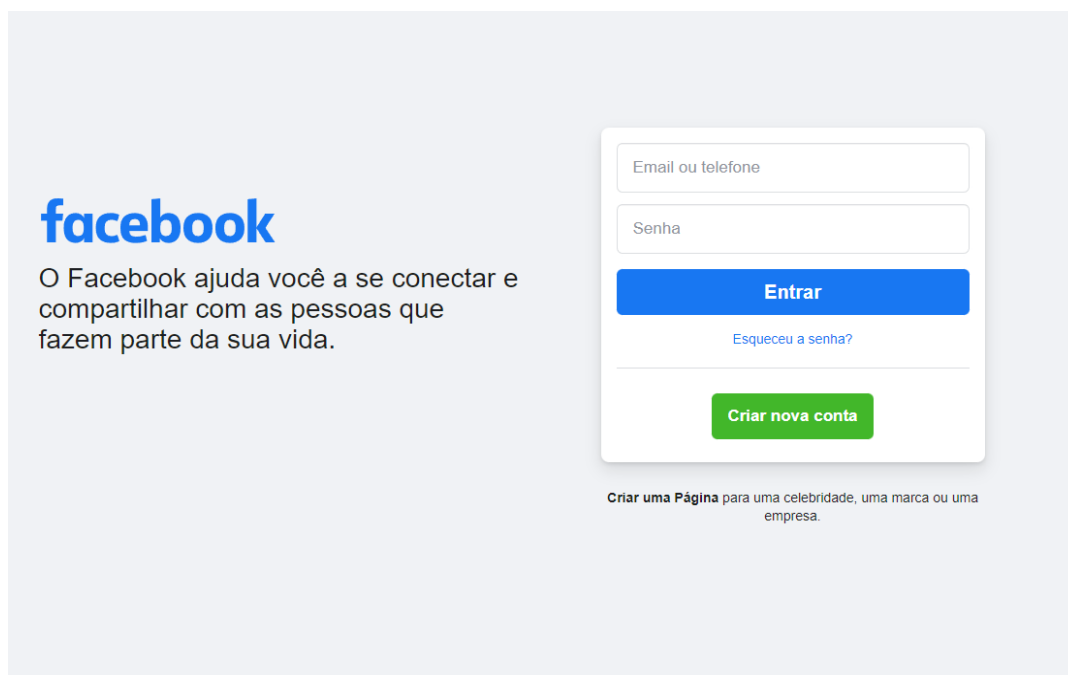 facebook
O Facebook ajuda você a se conectar e
compartilhar com as pessoas que
fazem parte da sua vida.
Email ou telefone
Senha
Entrar
Esqueceu a senha?
Criar nova conta
Criar uma Página para uma celebridade, uma marca ou uma
empresa.